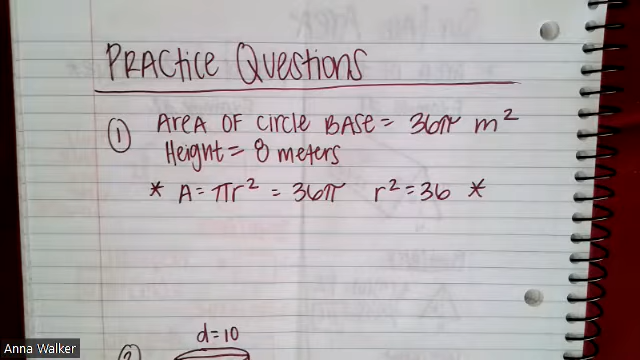 PRACTICE QUESTIONS
① AREA OF CIRCLE BASE = 36π m²
Height = 8 meters
* A = πr² = 36π r² = 36 *
d=10
②
Anna Walker